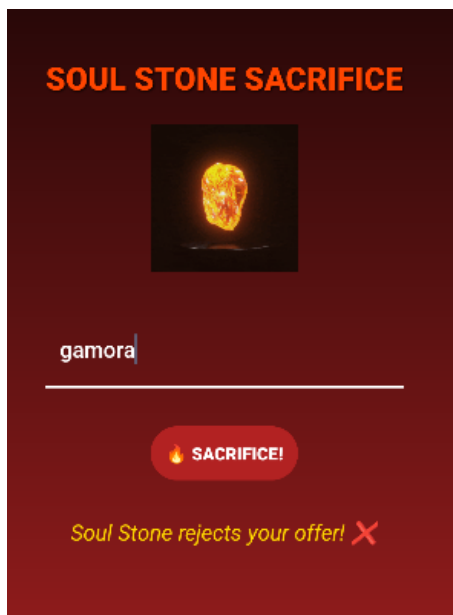 SOUL STONE SACRIFICE
gamora
🔥 SACRIFICE!
Soul Stone rejects your offer! ❌